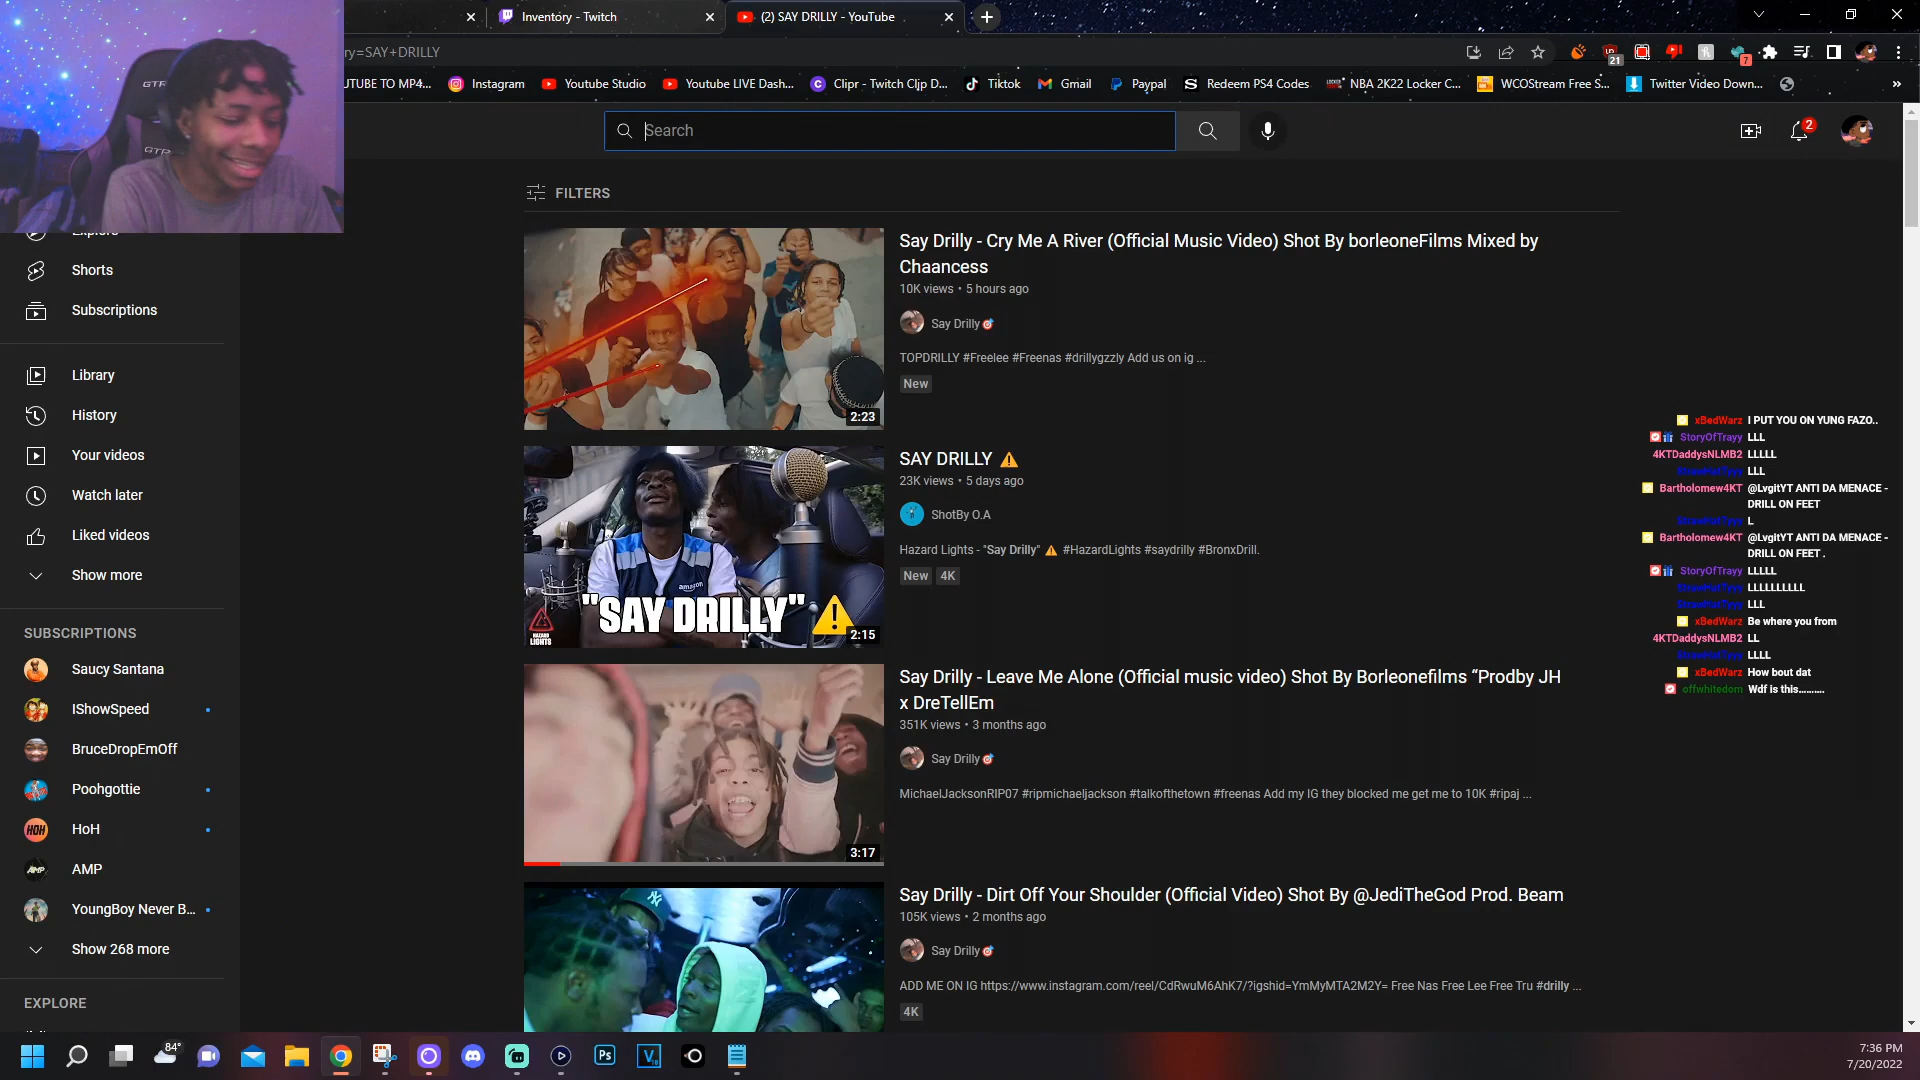 Inventory - Twitch
(2) SAY DRILLY - YouTube
ry=SAY+DRILLY
21
7
UTUBE TO MP4...
Instagram
Youtube Studio
Youtube LIVE Dash...
Clipr - Twitch Clip D...
Tiktok
Gmail
Paypal
Redeem PS4 Codes
NBA 2K22 Locker C...
WCOStream Free S...
Twitter Video Down...
»
Search
2
GTR
GTR
FILTERS
Explore
Shorts
Subscriptions
Library
History
Your videos
Watch later
Liked videos
Show more
SUBSCRIPTIONS
Saucy Santana
IShowSpeed
BruceDropEmOff
Poohgottie
HOH
HoH
AMP
AMP
YoungBoy Never B...
Show 268 more
EXPLORE
2:23
Say Drilly - Cry Me A River (Official Music Video) Shot By borleoneFilms Mixed by
Chaancess
10K views • 5 hours ago
Say Drilly🎯
TOPDRILLY #Freelee #Freenas #drillygzzly Add us on ig ...
New
amazon
"SAY DRILLY"
HAZARD
LIGHTS
2:15
SAY DRILLY ⚠️
23K views • 5 days ago
ShotBy O.A
Hazard Lights - "Say Drilly" ⚠️ #HazardLights #saydrilly #BronxDrill.
New 4K
3:17
Say Drilly - Leave Me Alone (Official music video) Shot By Borleonefilms “Prodby JH
x DreTellEm
351K views • 3 months ago
Say Drilly🎯
MichaelJacksonRIP07 #ripmichaeljackson #talkofthetown #freenas Add my IG they blocked me get me to 10K #ripaj ...
Say Drilly - Dirt Off Your Shoulder (Official Video) Shot By @JediTheGod Prod. Beam
105K views • 2 months ago
Say Drilly🎯
ADD ME ON IG https://www.instagram.com/reel/CdRwuM6AhK7/?igshid=YmMyMTA2M2Y= Free Nas Free Lee Free Tru #drilly ...
4K
xBedWarz I PUT YOU ON YUNG FAZO..
StoryOfTrayy LLL
4KTDaddysNLMB2 LLLLL
LLL
Bartholomew4KT @LvgitYT ANTI DA MENACE -
DRILL ON FEET
L
Bartholomew4KT @LvgitYT ANTI DA MENACE -
DRILL ON FEET .
StoryOfTrayy LLLLL
LLLLLLLLLL
LLL
xBedWarz Be where you from
4KTDaddysNLMB2 LL
LLLL
xBedWarz How bout dat
offwhitedom Wdf is this..........
84°
Ps
V
7:36 PM
7/20/2022